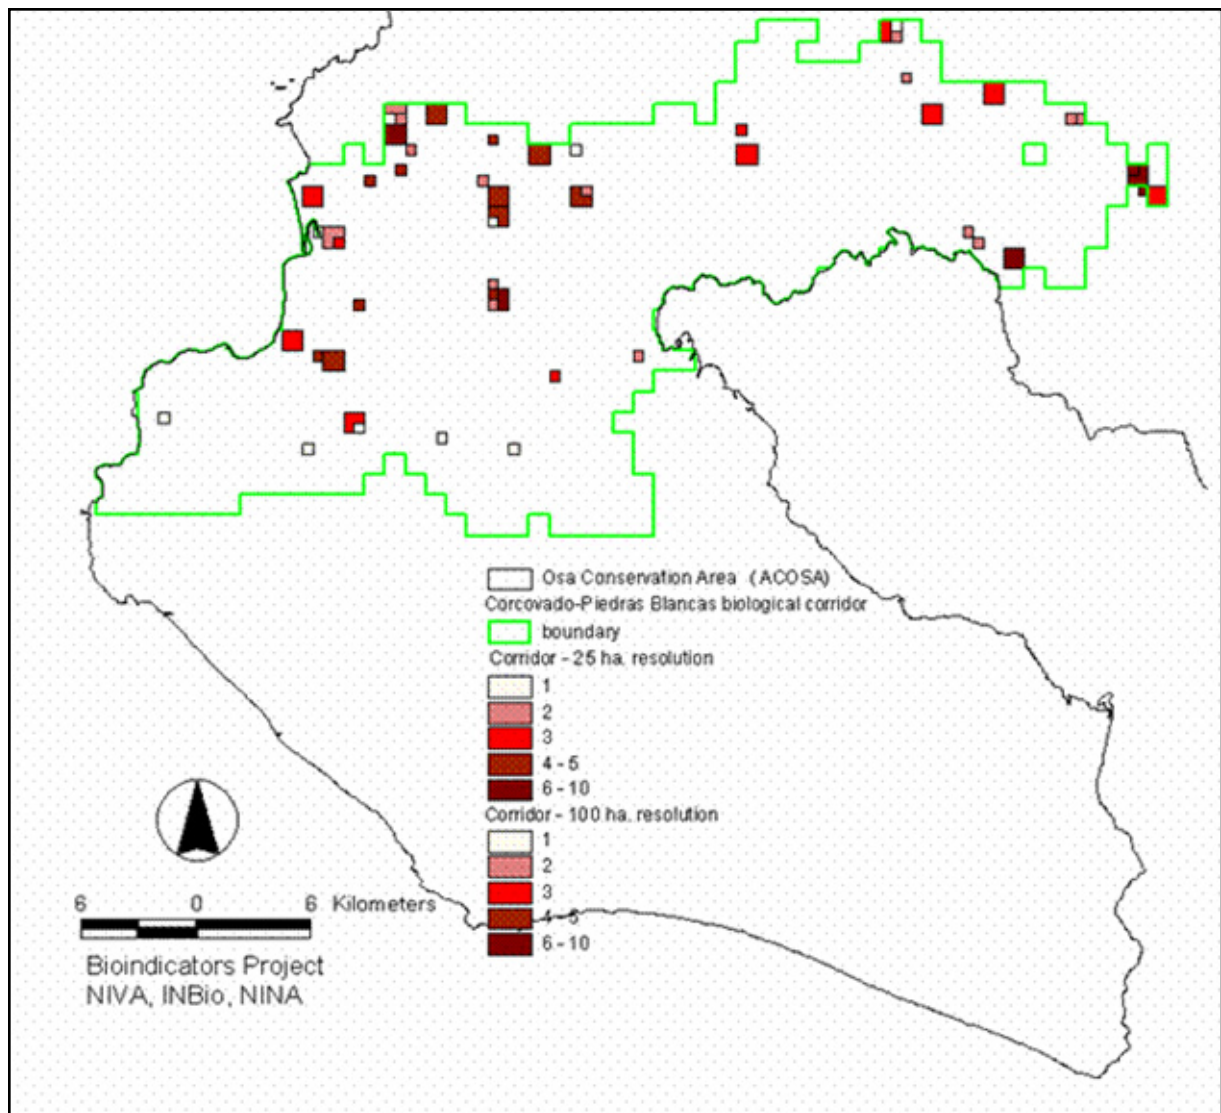 Osa Conservation Area (ACOSA)
Corcovado-Piedras Blancas biological corridor
boundary
Corridor - 25 ha. resolution
1
2
3
4 - 5
6 - 10
Corridor - 100 ha. resolution
1
2
3
4 - 5
6 - 10
6 0 6 Kilometers
Bioindicators Project
NIVA, INBio, NINA